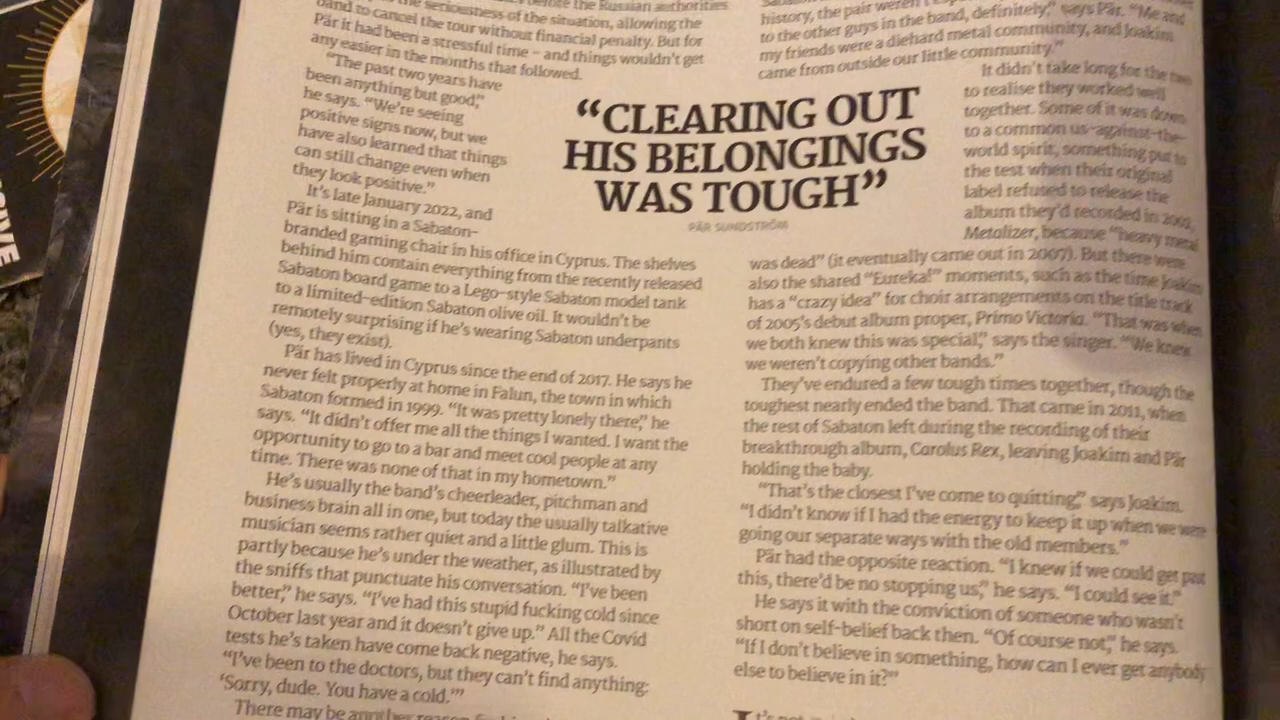 the seriousness of the situation, allowing the
band to cancel the tour without financial penalty. But for
Pär it had been a stressful time – and things wouldn't get
any easier in the months that followed.
"The past two years have
been anything but good,"
he says. "We're seeing
positive signs now, but we
have also learned that things
can still change even when
they look positive."
It's late January 2022, and
Pär is sitting in a Sabaton-
branded gaming chair in his office in Cyprus. The shelves
behind him contain everything from the recently released
Sabaton board game to a Lego-style Sabaton model tank
to a limited-edition Sabaton olive oil. It wouldn't be
remotely surprising if he's wearing Sabaton underpants
(yes, they exist).
Pär has lived in Cyprus since the end of 2017. He says he
never felt properly at home in Falun, the town in which
Sabaton formed in 1999. "It was pretty lonely there," he
says. "It didn't offer me all the things I wanted. I want the
opportunity to go to a bar and meet cool people at any
time. There was none of that in my hometown."
He's usually the band's cheerleader, pitchman and
business brain all in one, but today the usually talkative
musician seems rather quiet and a little glum. This is
partly because he's under the weather, as illustrated by
the sniffs that punctuate his conversation. "I've been
better," he says. "I've had this stupid fucking cold since
October last year and it doesn't give up." All the Covid
tests he's taken have come back negative, he says.
"I've been to the doctors, but they can't find anything:
'Sorry, dude. You have a cold.'"
There may be another reason
"CLEARING OUT
HIS BELONGINGS
WAS TOUGH"
PÄR SUNDSTRÖM
history, the pair weren't
to the other guys in the band, definitely," says Pär. "Me and
my friends were a diehard metal community, and Joakim
came from outside our little community."
It didn't take long for the two
to realise they worked well
together. Some of it was down
to a common us-against-the-
world spirit, something put to
the test when their original
label refused to release the
album they'd recorded in 2002,
Metalizer, because "heavy metal
was dead" (it eventually came out in 2007). But there were
also the shared "Eureka!" moments, such as the time Joakim
has a "crazy idea" for choir arrangements on the title track
of 2005's debut album proper, Primo Victoria. "That was when
we both knew this was special," says the singer. "We knew
we weren't copying other bands."
They've endured a few tough times together, though the
toughest nearly ended the band. That came in 2011, when
the rest of Sabaton left during the recording of their
breakthrough album, Carolus Rex, leaving Joakim and Pär
holding the baby.
"That's the closest I've come to quitting," says Joakim.
"I didn't know if I had the energy to keep it up when we were
going our separate ways with the old members."
Pär had the opposite reaction. "I knew if we could get past
this, there'd be no stopping us," he says. "I could see it."
He says it with the conviction of someone who wasn't
short on self-belief back then. "Of course not," he says.
"If I don't believe in something, how can I ever get anybody
else to believe in it?"